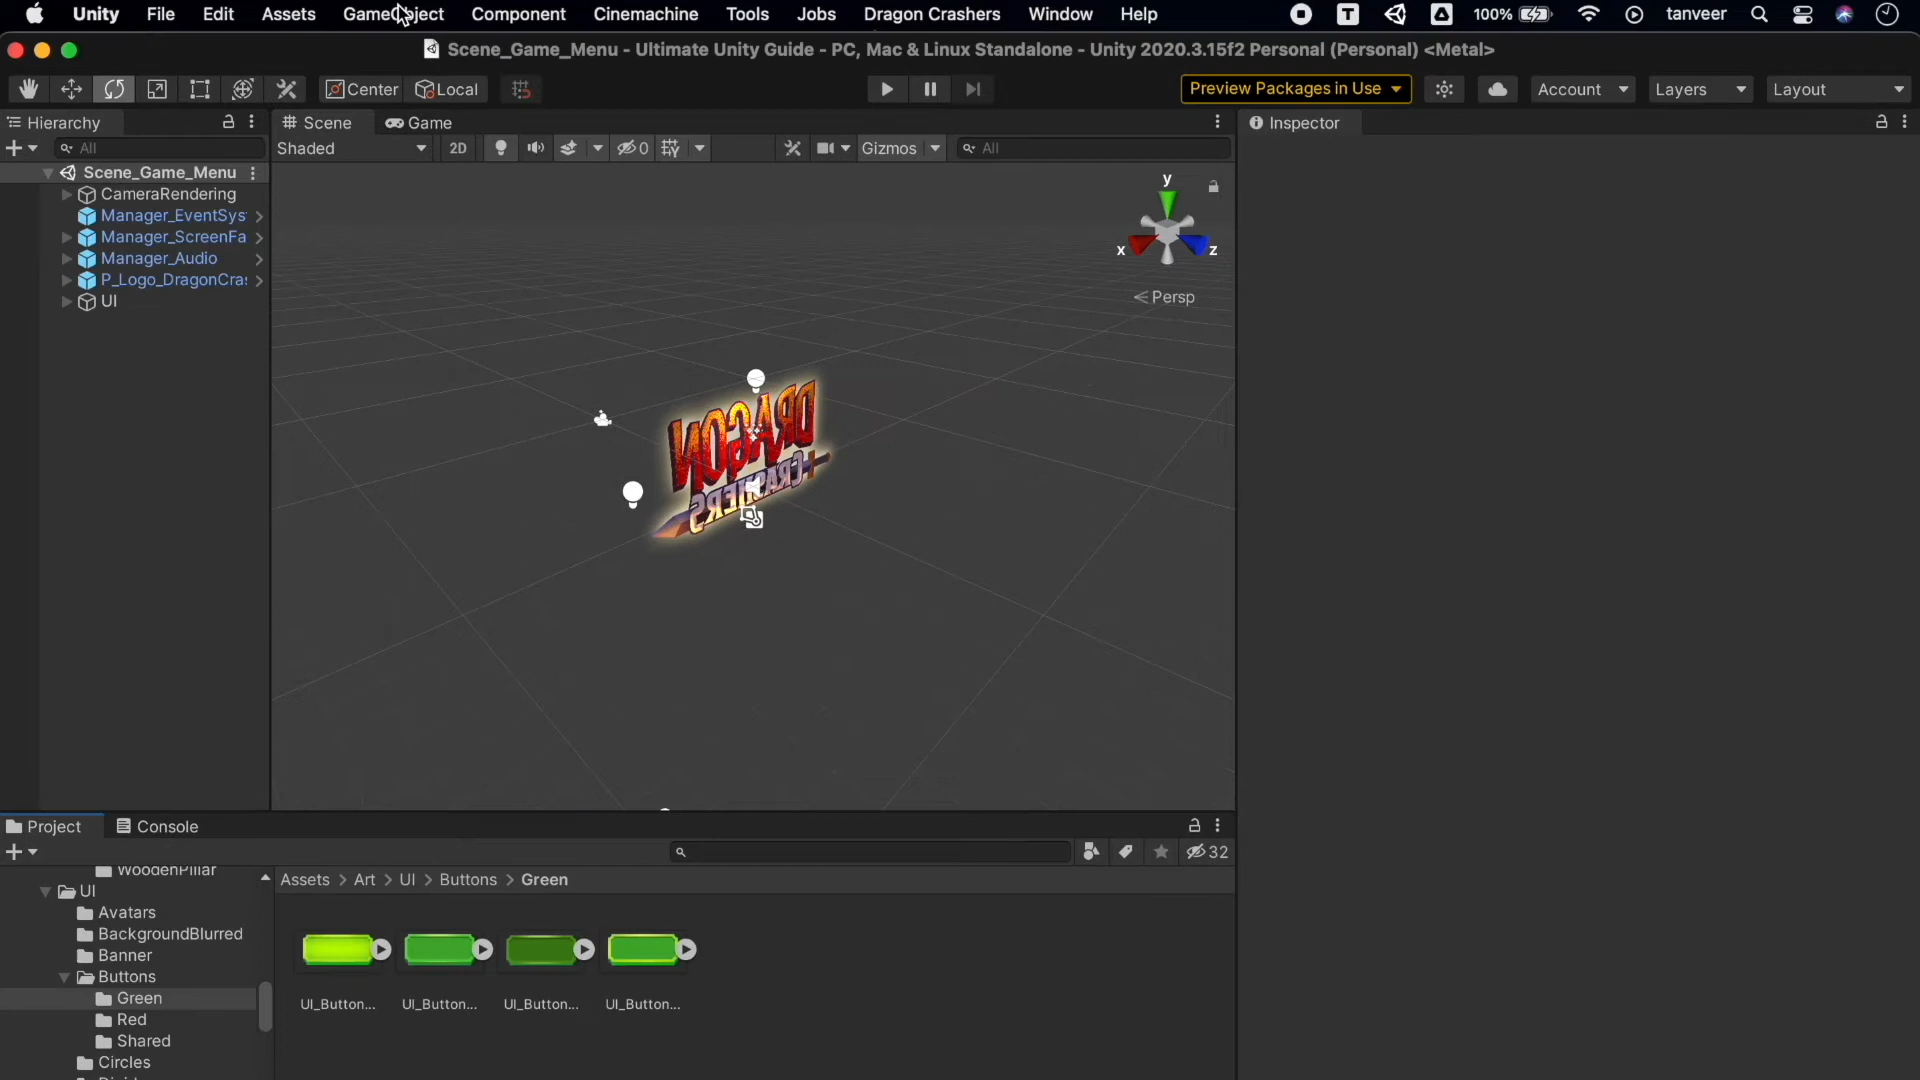 Unity File Edit Assets GameObject Component Cinemachine Tools Jobs Dragon Crashers Window Help T 100% tanveer
Scene_Game_Menu - Ultimate Unity Guide - PC, Mac & Linux Standalone - Unity 2020.3.15f2 Personal (Personal) <Metal>
Center Local Preview Packages in Use Account Layers Layout
Hierarchy Scene Game Inspector
All Shaded 2D 0 Gizmos All
Scene_Game_Menu
CameraRendering
Manager_EventSys
Manager_ScreenFa
Manager_Audio
P_Logo_DragonCra
UI
y
x z
Persp
DRAGON
CRASHERS
Project Console
32
WoodenPillar
Assets > Art > UI > Buttons > Green
UI
Avatars
BackgroundBlurred
Banner
Buttons
Green
Red
Shared
Circles
UI_Button... UI_Button... UI_Button... UI_Button...